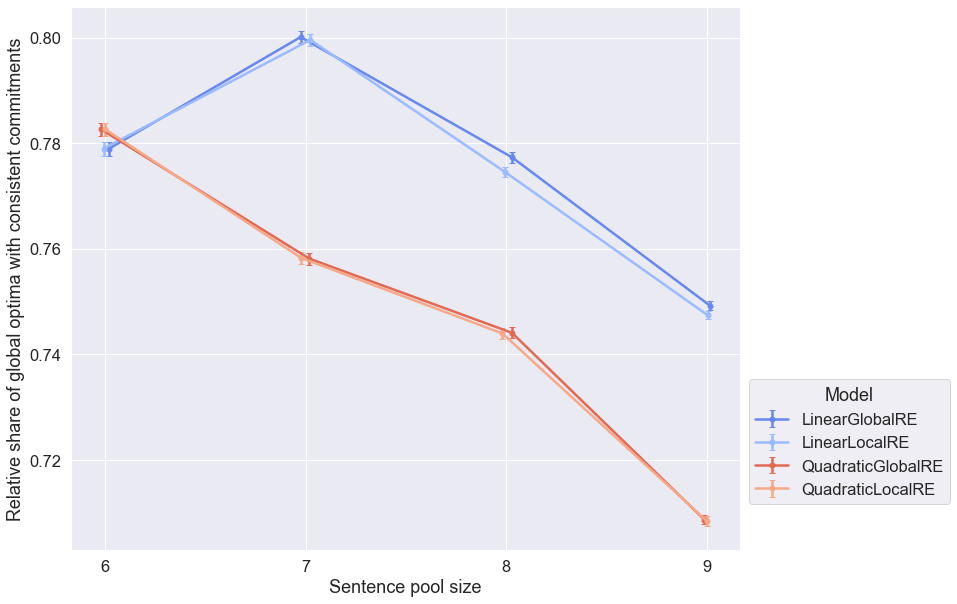 Relative share of global optima with consistent commitments
0.80
0.78
0.76
0.74
0.72
6
7
8
9
Sentence pool size
Model
LinearGlobalRE
LinearLocalRE
QuadraticGlobalRE
QuadraticLocalRE